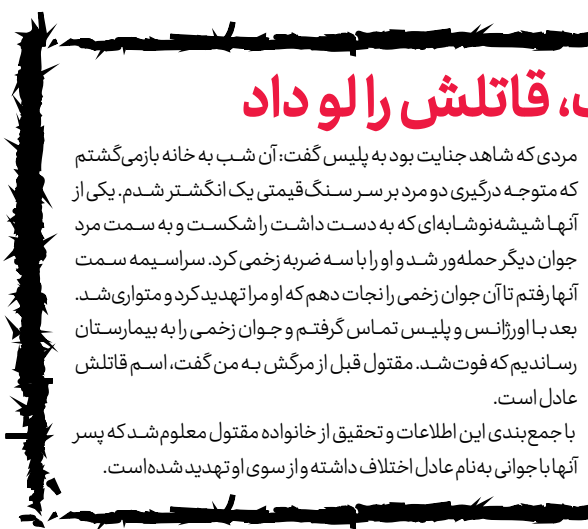 ، قاتلش را لو داد
مردی که شاهد جنایت بود به پلیس گفت: آن شب به خانه بازمی‌گشتم
که متوجه درگیری دو مرد بر سر سنگ قیمتی یک انگشتر شدم. یکی از
آنها شیشه‌نوشابه‌ای که به دست داشت را شکست و به سمت مرد
جوان دیگر حمله‌ور شد و او را با سه ضربه زخمی کرد. سراسیمه سمت
آنها رفتم تا آن جوان زخمی را نجات دهم که او مرا تهدید کرد و متواری شد.
بعد با اورژانس و پلیس تماس گرفتم و جوان زخمی را به بیمارستان
رساندیم که فوت شد. مقتول قبل از مرگش به من گفت، اسم قاتلش
عادل است.
با جمع‌بندی این اطلاعات و تحقیق از خانواده مقتول معلوم شد که پسر
آنها با جوانی به‌نام عادل اختلاف داشته و از سوی او تهدید شده‌است.